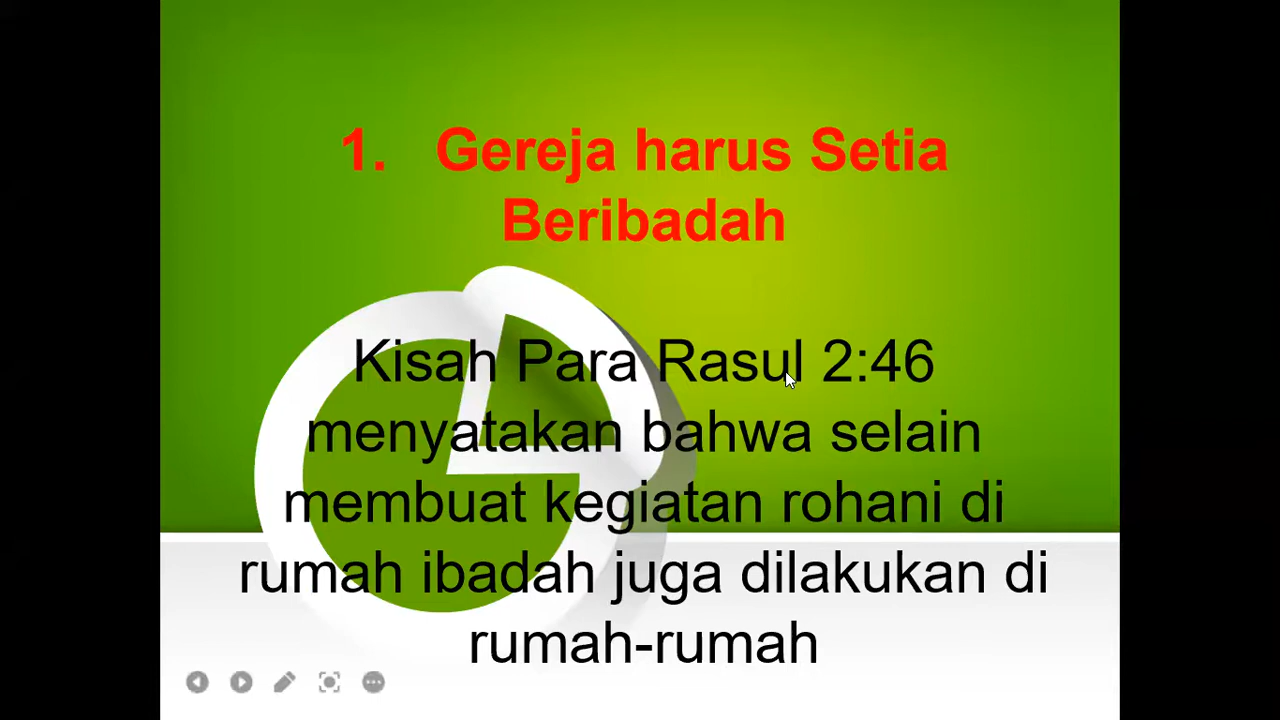 1. Gereja harus Setia
Beribadah
Kisah Para Rasul 2:46
menyatakan bahwa selain
membuat kegiatan rohani di
rumah ibadah juga dilakukan di
rumah-rumah